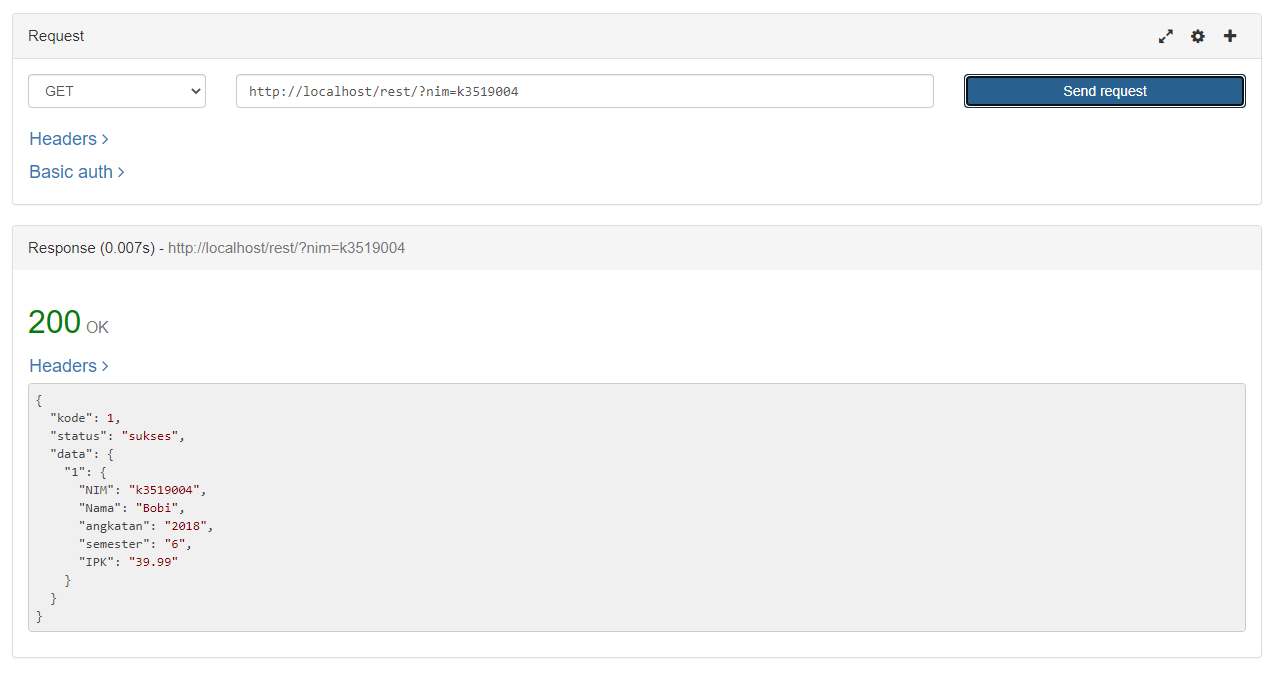 Request
GET http://localhost/rest/?nim=k3519004 Send request
Headers
Basic auth
Response (0.007s) - http://localhost/rest/?nim=k3519004
200 OK
Headers
{
  "kode": 1,
  "status": "sukses",
  "data": {
    "1": {
      "NIM": "k3519004",
      "Nama": "Bobi",
      "angkatan": "2018",
      "semester": "6",
      "IPK": "39.99"
    }
  }
}